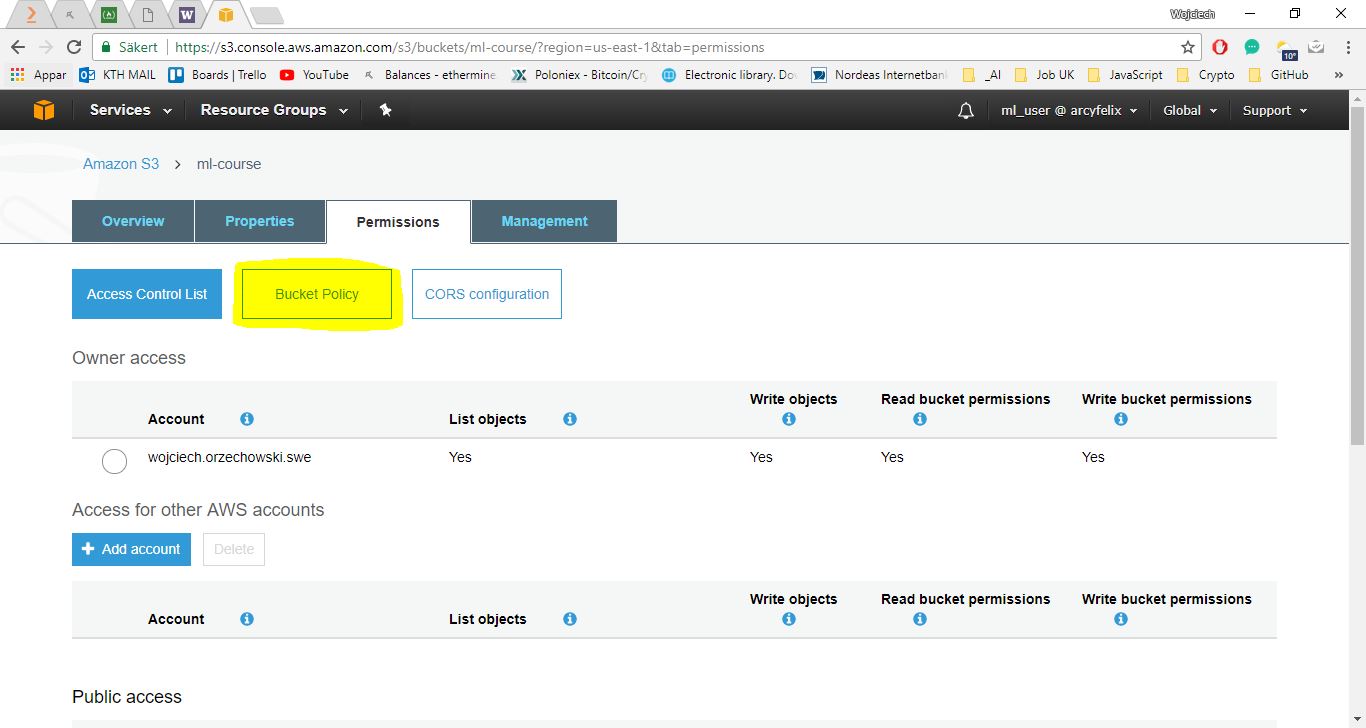 Wojciech
Säkert https://s3.console.aws.amazon.com/s3/buckets/ml-course/?region=us-east-1&tab=permissions
10°
Appar KTH MAIL Boards | Trello YouTube Balances - ethermine Poloniex - Bitcoin/Cry Electronic library. Do Nordeas Internetbank _AI Job UK JavaScript Crypto GitHub »
Services Resource Groups ml_user @ arcyfelix Global Support
Amazon S3 > ml-course
Overview Properties Permissions Management
Access Control List Bucket Policy CORS configuration
Owner access
Write objects Read bucket permissions Write bucket permissions
Account List objects
wojciech.orzechowski.swe Yes Yes Yes Yes
Access for other AWS accounts
+ Add account Delete
Write objects Read bucket permissions Write bucket permissions
Account List objects
Public access